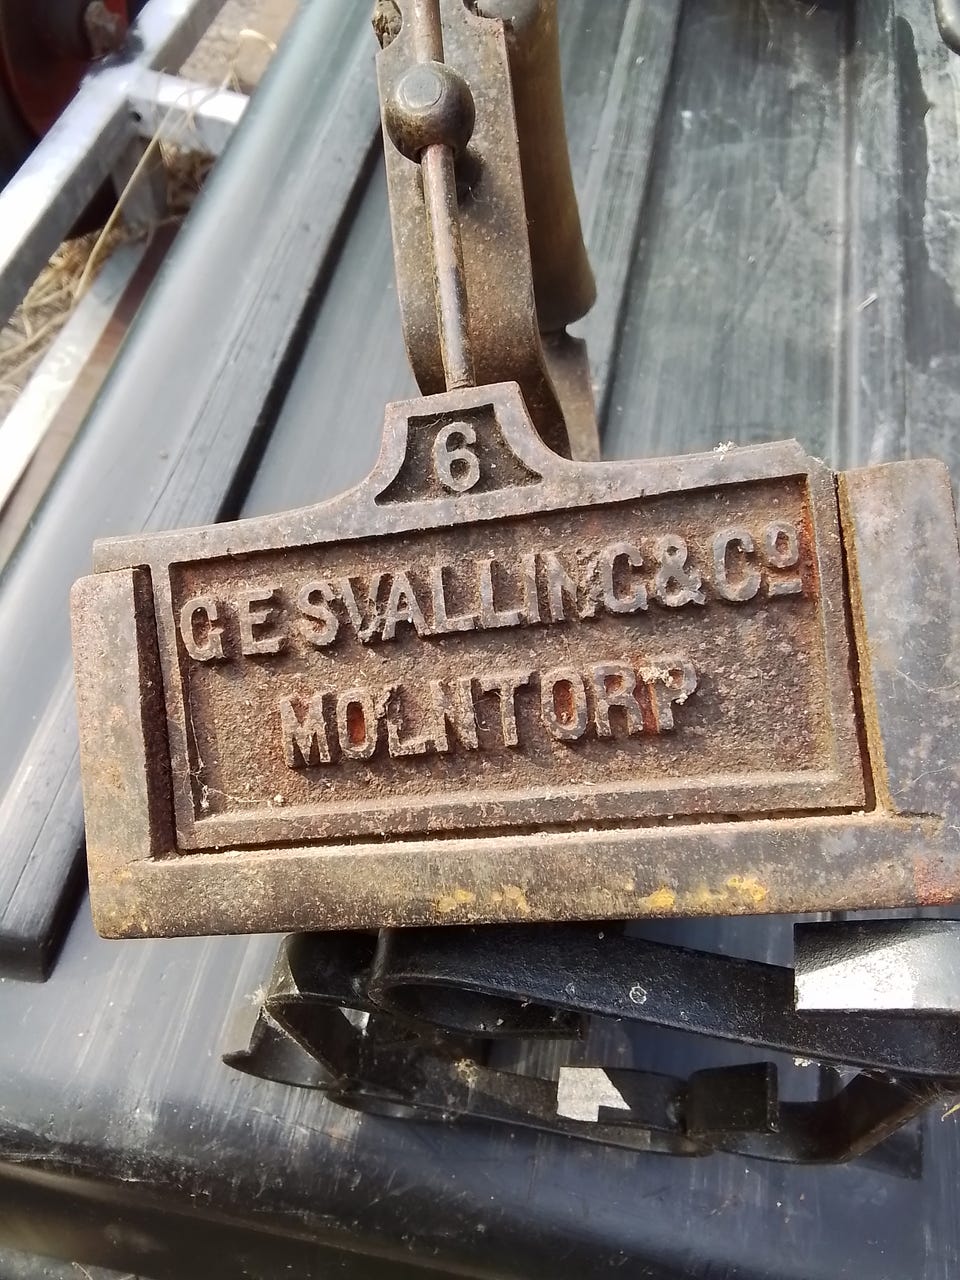 6
G E SVALLING & Cº
MOLNTORP